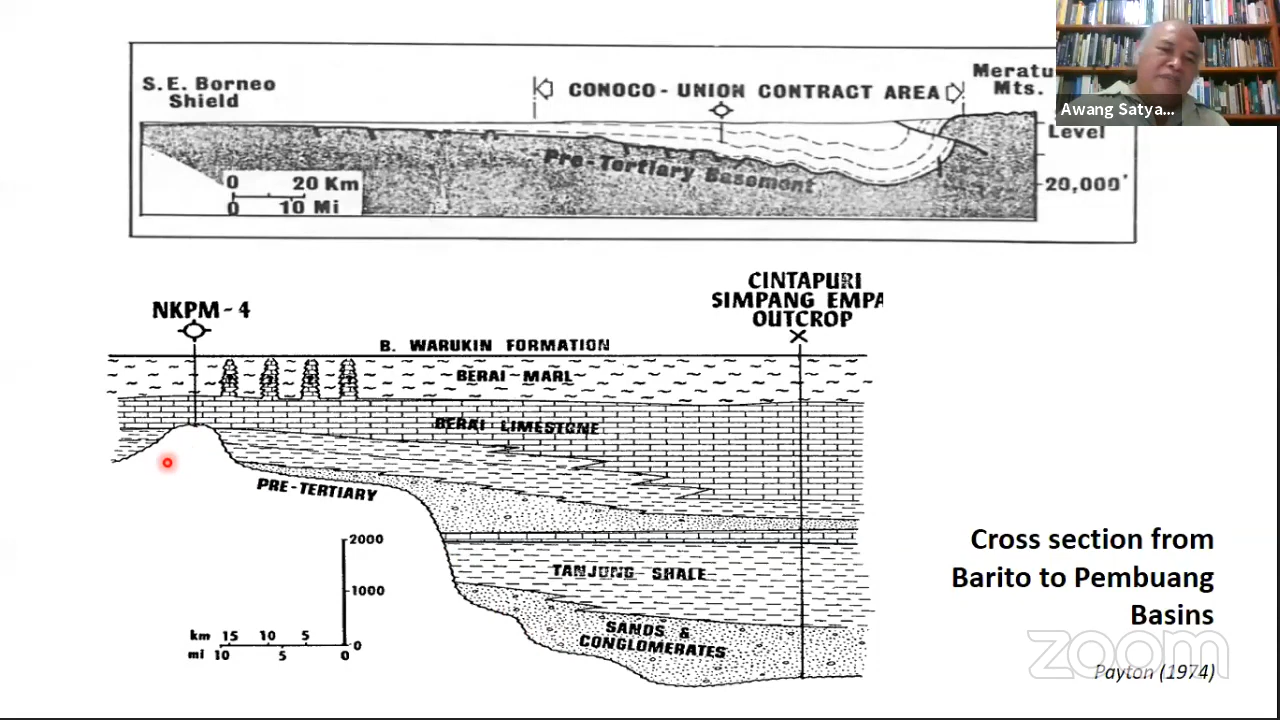 S.E. Borneo
Shield
CONOCO - UNION CONTRACT AREA
Meratu
Mts.
Awang Satya...
Level
20,000'
Pre-Tertiary Basement
0 20 Km
0 10 Mi
CINTAPURI
SIMPANG EMPA
OUTCROP
NKPM - 4
B. WARUKIN FORMATION
BERAI - MARL
BERAI LIMESTONE
PRE-TERTIARY
2000
1000
0
TANJUNG SHALE
SANDS &
CONGLOMERATES
km 15 10 5
mi 10 5 0
Cross section from
Barito to Pembuang
Basins
zoom
Payton (1974)